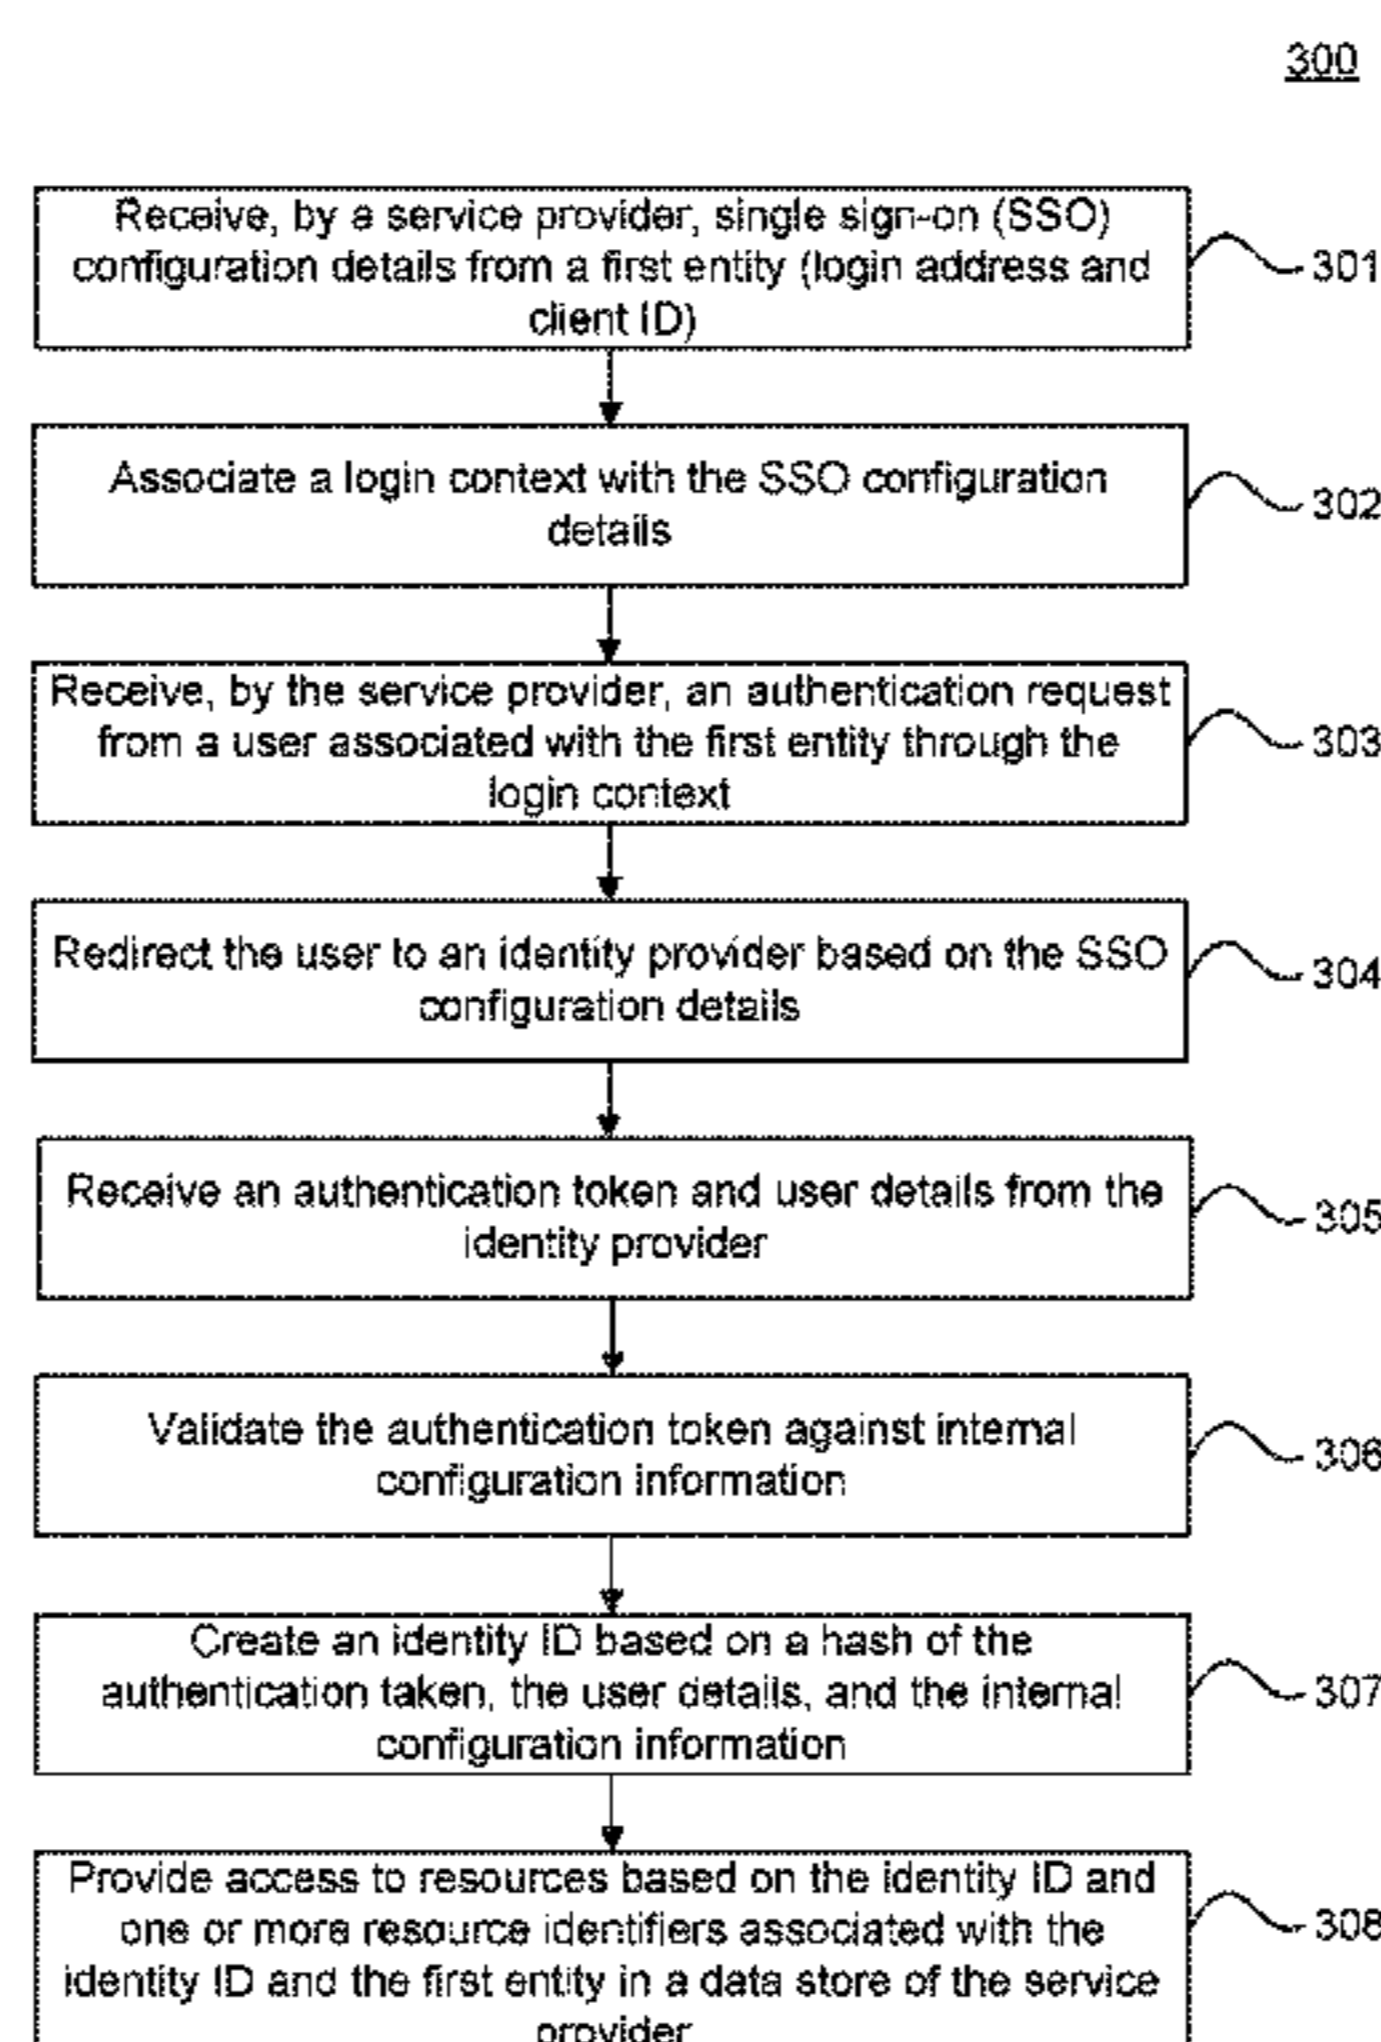 300
Receive, by a service provider, single sign-on (SSO)
configuration details from a first entity (login address and
client ID)
301
Associate a login context with the SSO configuration
details
302
Receive, by the service provider, an authentication request
from a user associated with the first entity through the
login context
303
Redirect the user to an identity provider based on the SSO
configuration details
304
Receive an authentication token and user details from the
identity provider
305
Validate the authentication token against internal
configuration information
306
Create an identity ID based on a hash of the
authentication taken, the user details, and the internal
configuration information
307
Provide access to resources based on the identity ID and
one or more resource identifiers associated with the
identity ID and the first entity in a data store of the service
provider
308